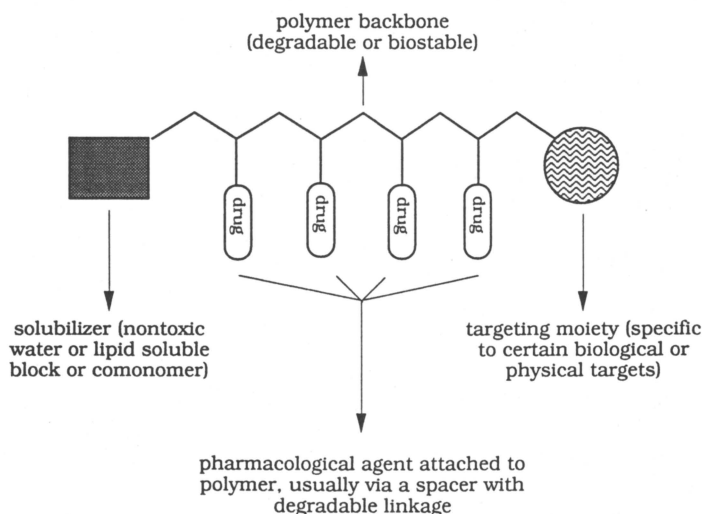 polymer backbone
(degradable or biostable)
drug
drug
drug
drug
solubilizer (nontoxic
water or lipid soluble
block or comonomer)
targeting moiety (specific
to certain biological or
physical targets)
pharmacological agent attached to
polymer, usually via a spacer with
degradable linkage